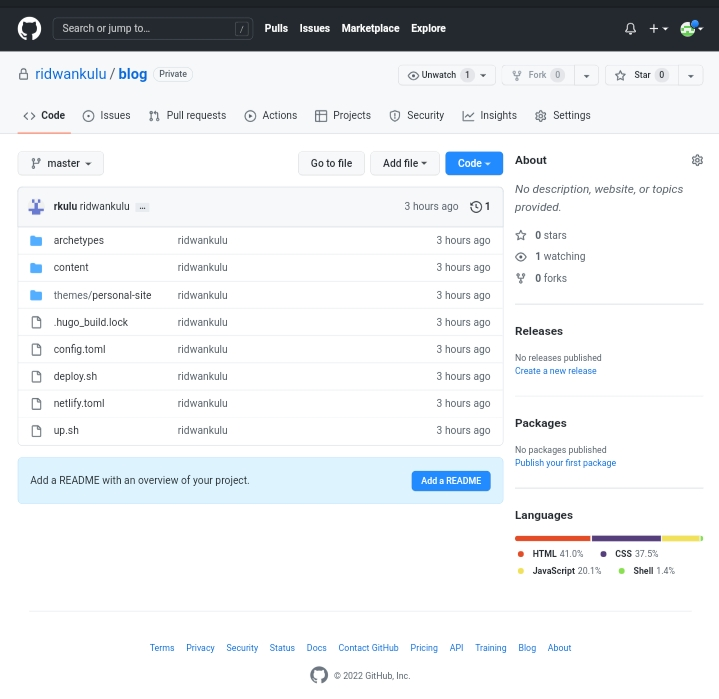 Search or jump to... /
Pulls Issues Marketplace Explore
ridwankulu / blog Private
Unwatch 1 Fork 0 Star 0
Code Issues Pull requests Actions Projects Security Insights Settings
master Go to file Add file Code
rkulu ridwankulu ... 3 hours ago 1
archetypes ridwankulu 3 hours ago
content ridwankulu 3 hours ago
themes/personal-site ridwankulu 3 hours ago
.hugo_build.lock ridwankulu 3 hours ago
config.toml ridwankulu 3 hours ago
deploy.sh ridwankulu 3 hours ago
netlify.toml ridwankulu 3 hours ago
up.sh ridwankulu 3 hours ago
Add a README with an overview of your project. Add a README
About
No description, website, or topics
provided.
0 stars
1 watching
0 forks
Releases
No releases published
Create a new release
Packages
No packages published
Publish your first package
Languages
HTML 41.0% CSS 37.5%
JavaScript 20.1% Shell 1.4%
Terms Privacy Security Status Docs Contact GitHub Pricing API Training Blog About
© 2022 GitHub, Inc.